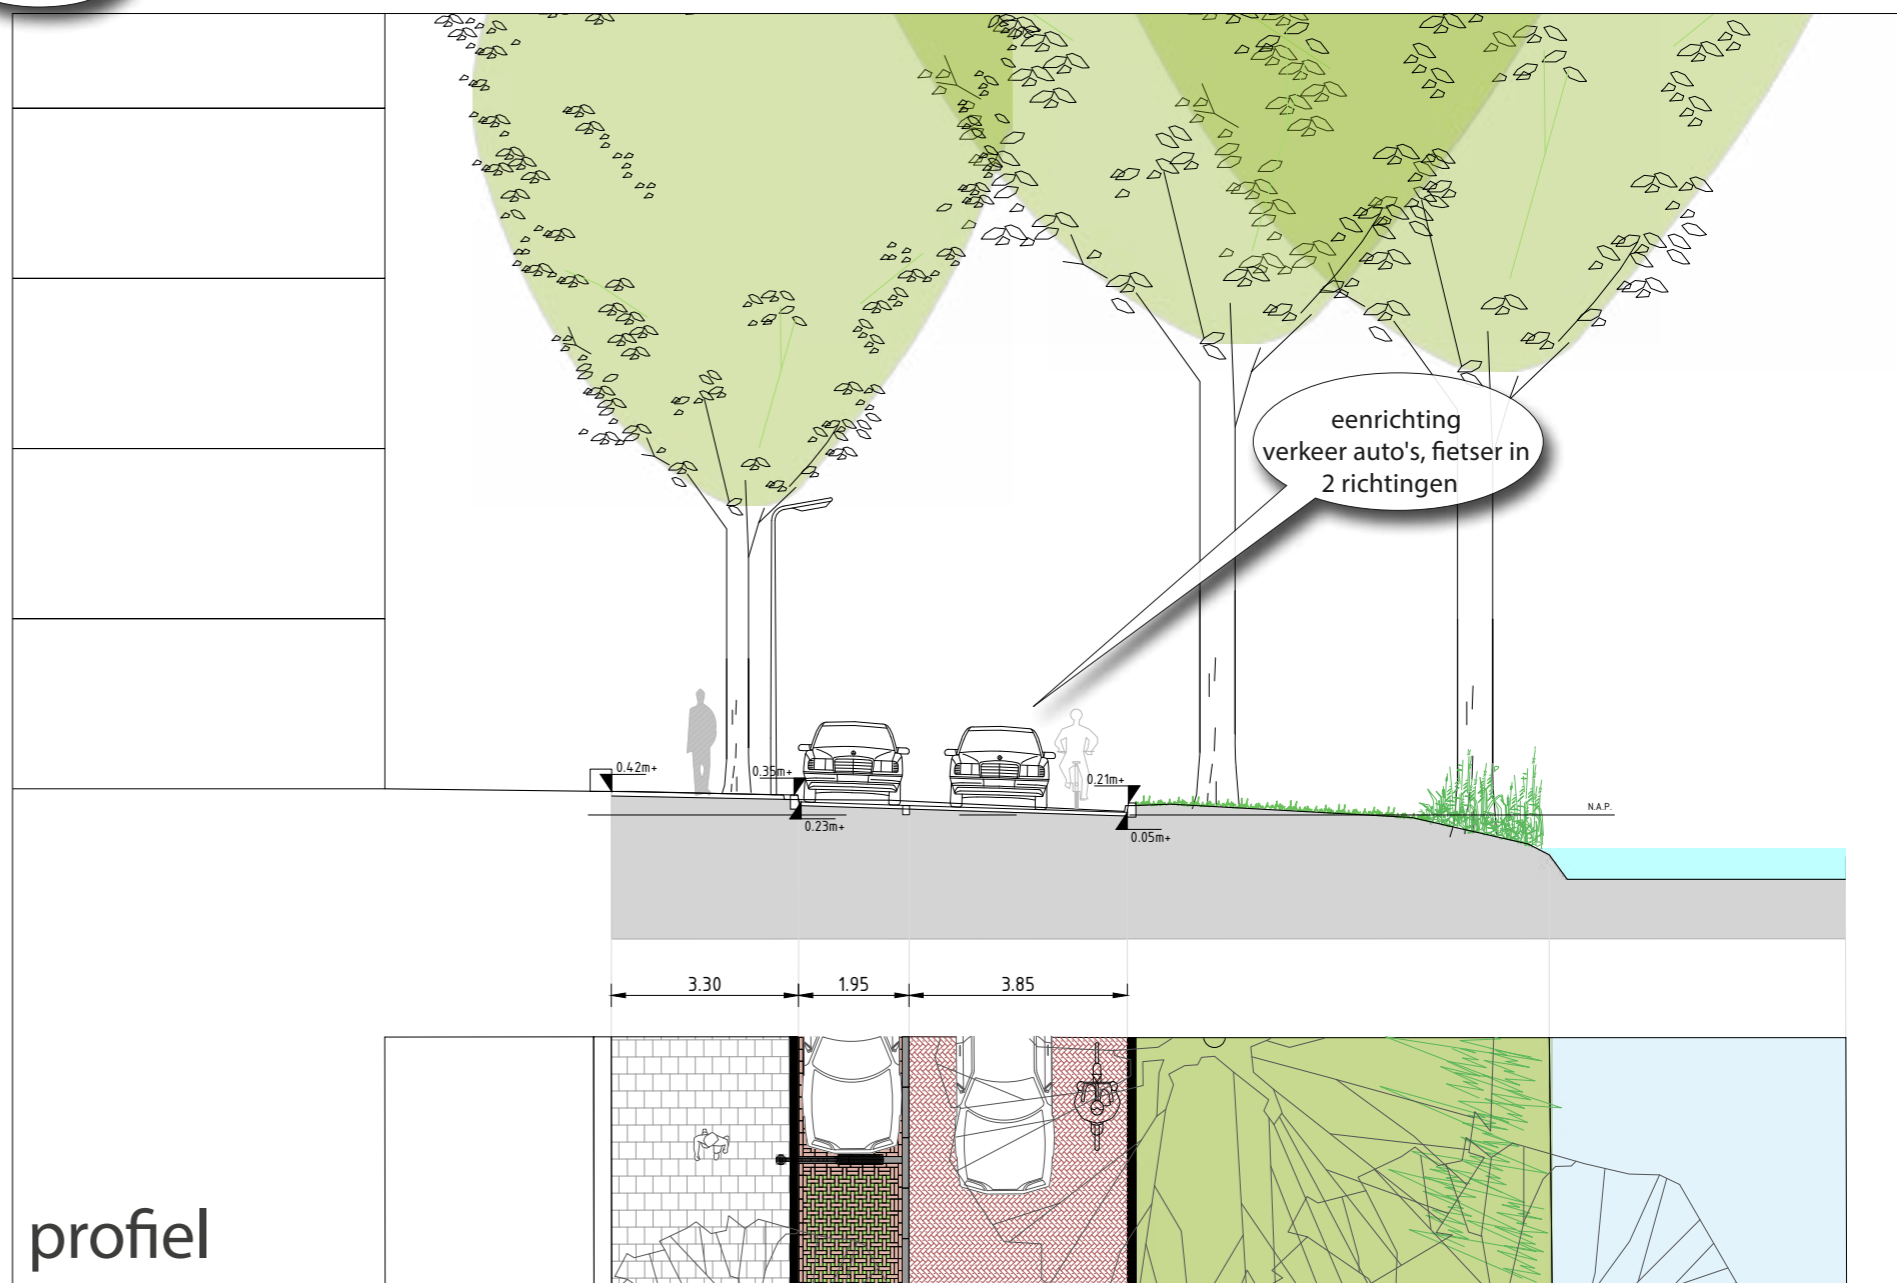 eenrichting
verkeer auto's, fietser in
2 richtingen
0.42m+
0.35m+
0.21m+
0.23m+
0.05m+
N.A.P.
3.30
1.95
3.85
profiel